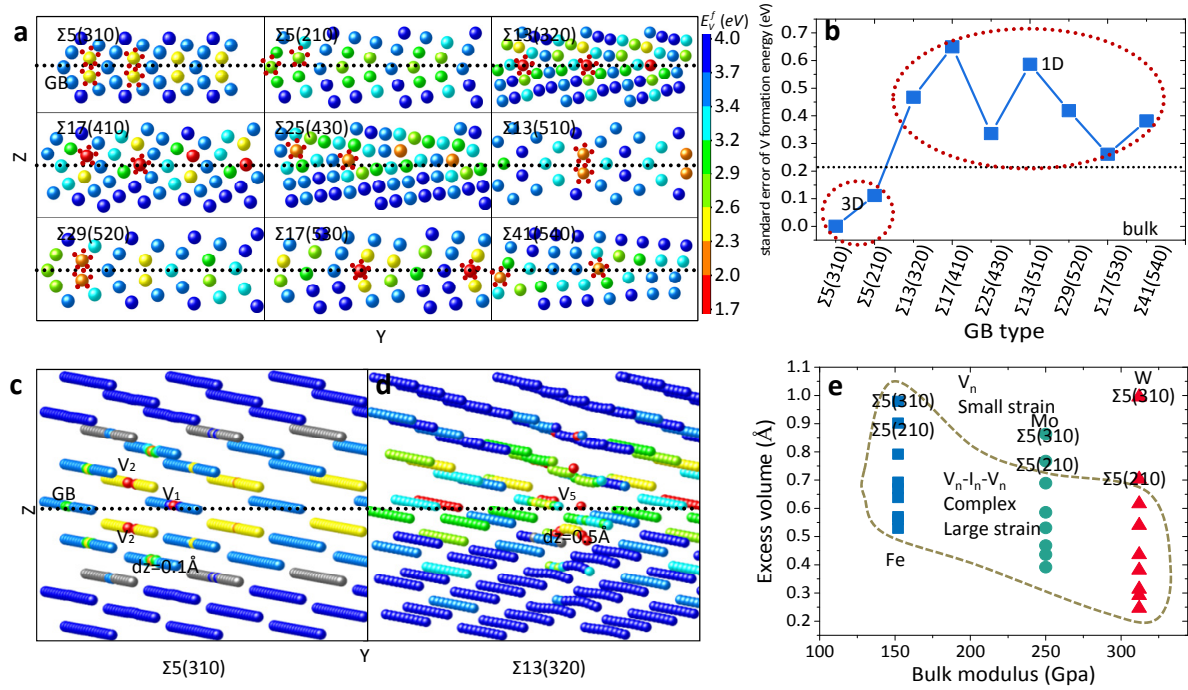 a
Σ5(310)
Σ5(210)
Σ13(320)
GB
Σ17(410)
Σ25(430)
Σ13(510)
Σ29(520)
Σ17(530)
Σ41(540)
Z
Y
E_v^f (eV)
4.0
3.7
3.4
3.2
2.9
2.6
2.3
2.0
1.7
b
standard error of V formation energy (eV)
0.7
0.6
0.5
0.4
0.3
0.2
0.1
0.0
1D
3D
bulk
Σ5(310)
Σ5(210)
Σ13(320)
Σ17(410)
Σ25(430)
Σ13(510)
Σ29(520)
Σ17(530)
Σ41(540)
GB type
c
V₂
GB
V₁
V₂
dz=0.1Å
Z
Σ5(310)
Y
d
V₅
dz=0.5Å
Σ13(320)
e
Excess volume (Å)
1.1
1.0
0.9
0.8
0.7
0.6
0.5
0.4
0.3
0.2
Vₙ
Small strain
W
Σ5(310)
Σ5(310)
Mo
Σ5(210)
Σ5(310)
Σ5(210)
Σ5(210)
Vₙ-Iₙ-Vₙ
Complex
Large strain
Fe
100
150
200
250
300
Bulk modulus (Gpa)